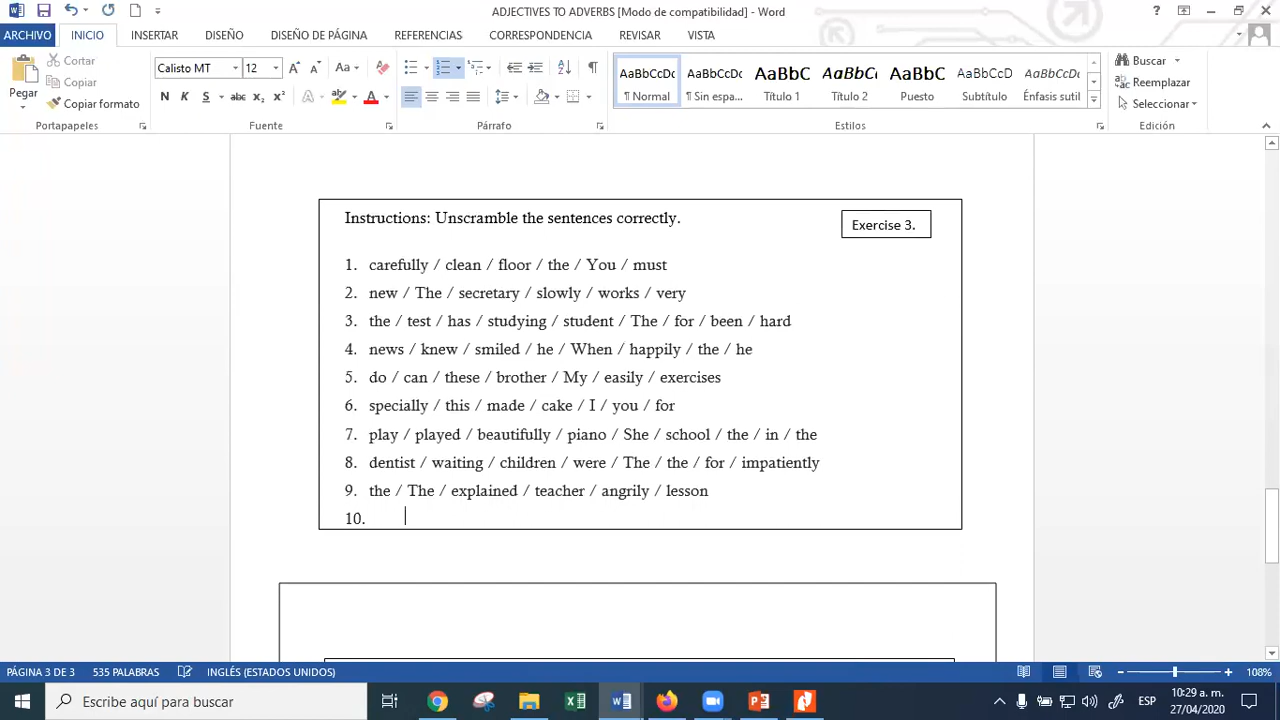 ADJECTIVES TO ADVERBS [Modo de compatibilidad] - Word
ARCHIVO INICIO INSERTAR DISEÑO DISEÑO DE PÁGINA REFERENCIAS CORRESPONDENCIA REVISAR VISTA
Pegar Cortar Copiar Copiar formato
Calisto MT 12
N K S abc x₂ x² A A
AaBbCcDc AaBbCcDc AaBbC AaBbCc AaBbC AaBbCcD AaBbCcDc
¶ Normal ¶ Sin espa... Título 1 Título 2 Puesto Subtítulo Énfasis sutil
Buscar
Reemplazar
Seleccionar
Portapapeles Fuente Párrafo Estilos Edición
Instructions: Unscramble the sentences correctly.
Exercise 3.
1. carefully / clean / floor / the / You / must
2. new / The / secretary / slowly / works / very
3. the / test / has / studying / student / The / for / been / hard
4. news / knew / smiled / he / When / happily / the / he
5. do / can / these / brother / My / easily / exercises
6. specially / this / made / cake / I / you / for
7. play / played / beautifully / piano / She / school / the / in / the
8. dentist / waiting / children / were / The / the / for / impatiently
9. the / The / explained / teacher / angrily / lesson
10.
PÁGINA 3 DE 3 535 PALABRAS INGLÉS (ESTADOS UNIDOS) 108%
Escribe aquí para buscar
ESP
10:29 a. m.
27/04/2020